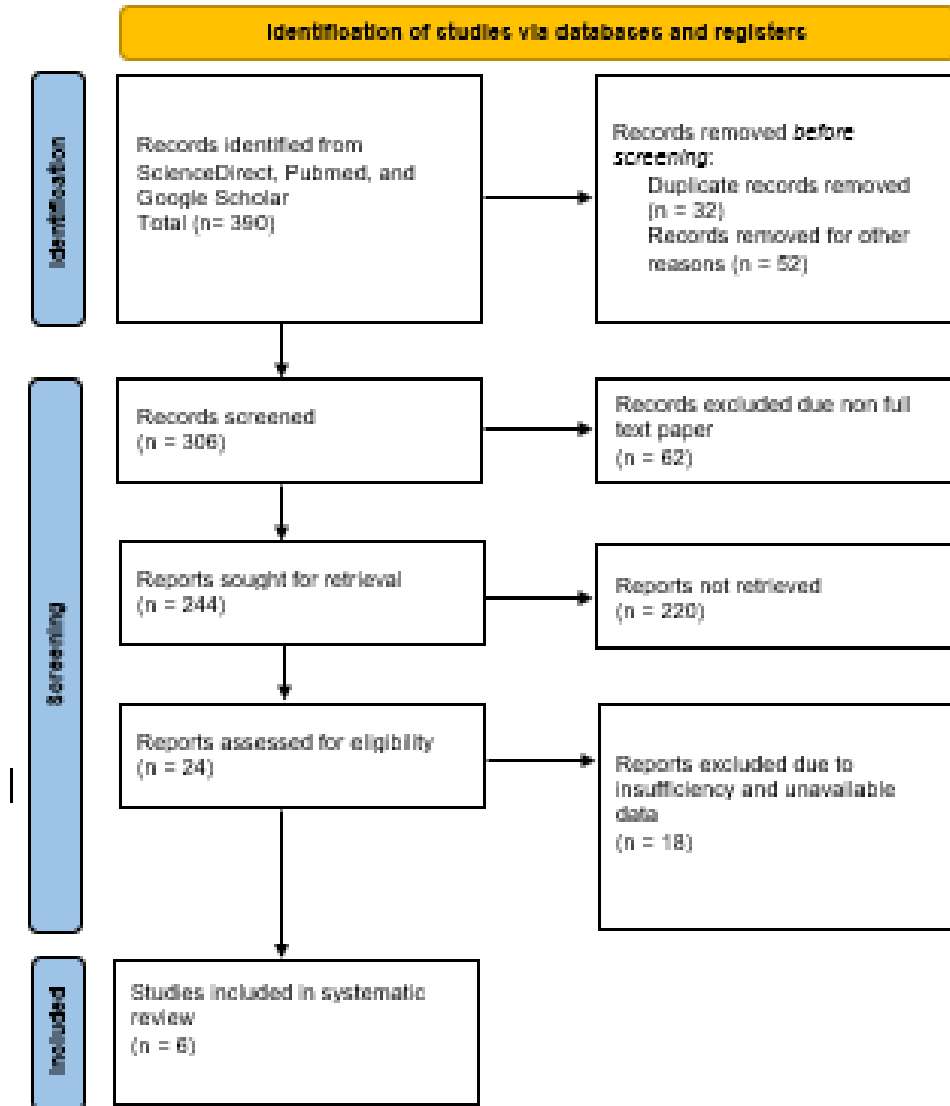 Identification of studies via databases and registers
Identification
Records identified from
ScienceDirect, Pubmed, and
Google Scholar
Total (n= 390)
Records removed before
screening:
Duplicate records removed
(n = 32)
Records removed for other
reasons (n = 52)
Screening
Records screened
(n = 306)
Records excluded due non full
text paper
(n = 62)
Reports sought for retrieval
(n = 244)
Reports not retrieved
(n = 220)
Reports assessed for eligibility
(n = 24)
Reports excluded due to
insufficiency and unavailable
data
(n = 18)
Included
Studies included in systematic
review
(n = 6)